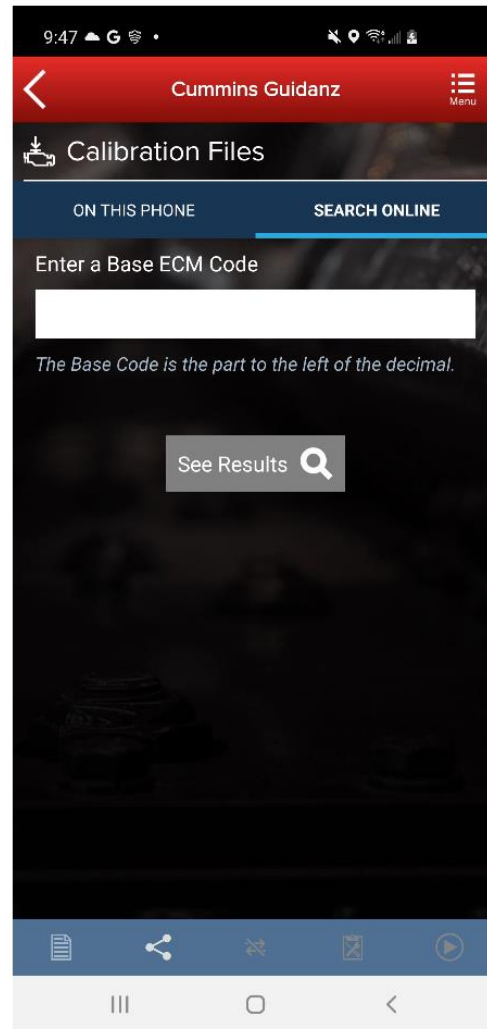 9:47
Cummins Guidanz
Menu
Calibration Files
ON THIS PHONE
SEARCH ONLINE
Enter a Base ECM Code
The Base Code is the part to the left of the decimal.
See Results